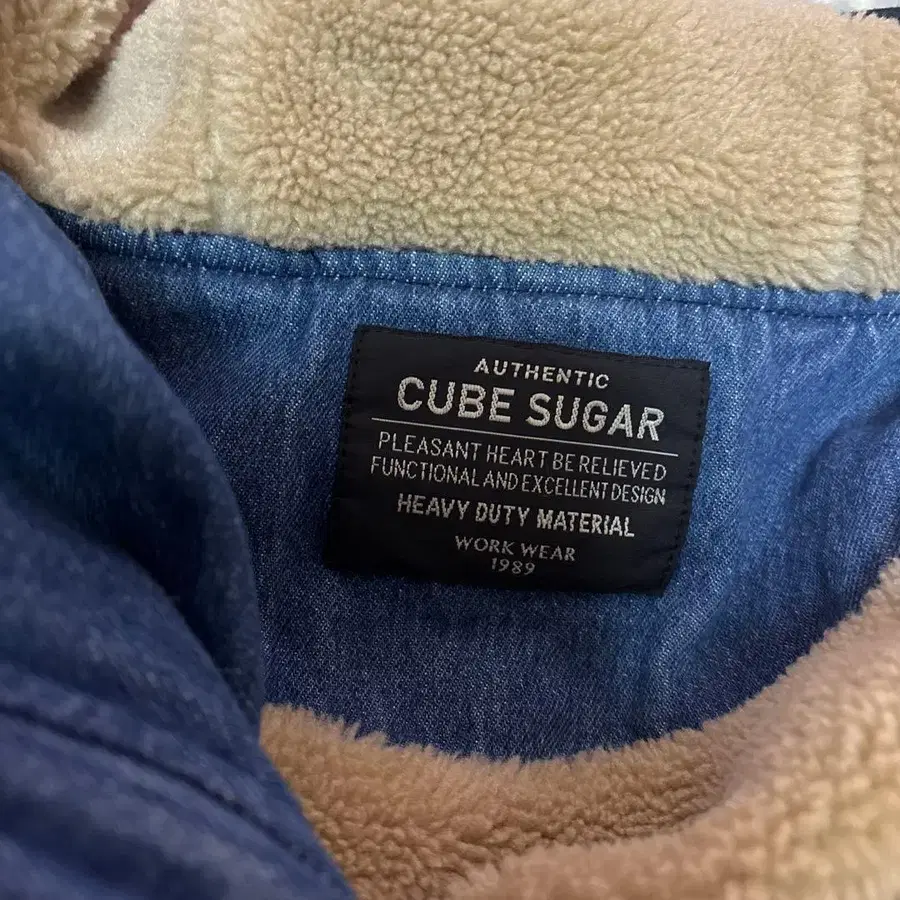 AUTHENTIC
CUBE SUGAR
PLEASANT HEART BE RELIEVED
FUNCTIONAL AND EXCELLENT DESIGN
HEAVY DUTY MATERIAL
WORK WEAR
1989